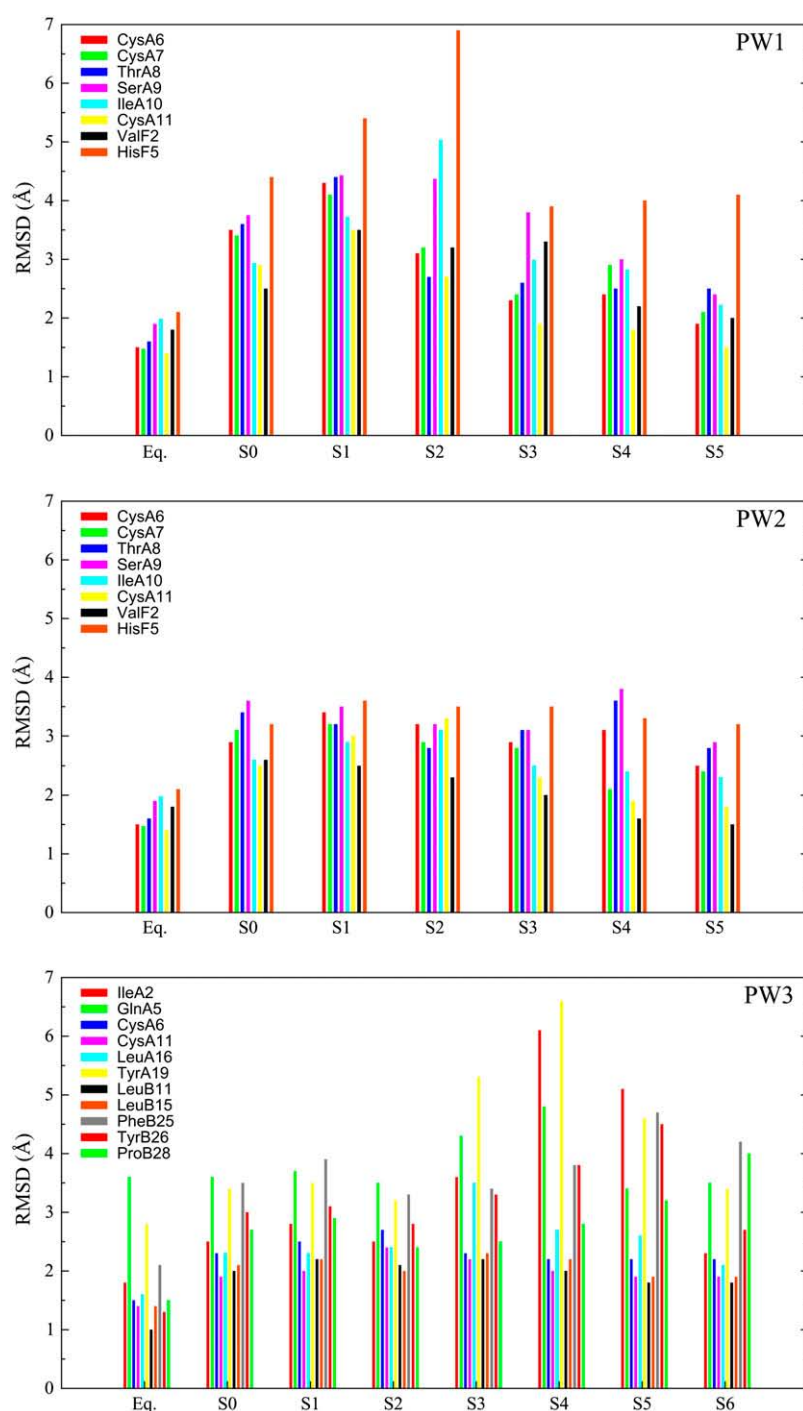 PW1
CysA6
CysA7
ThrA8
SerA9
IleA10
CysA11
ValF2
HisF5
RMSD (Å)
7
6
5
4
3
2
1
0
Eq. S0 S1 S2 S3 S4 S5
PW2
CysA6
CysA7
ThrA8
SerA9
IleA10
CysA11
ValF2
HisF5
RMSD (Å)
7
6
5
4
3
2
1
0
Eq. S0 S1 S2 S3 S4 S5
PW3
IleA2
GlnA5
CysA6
CysA11
LeuA16
TyrA19
LeuB11
LeuB15
PheB25
TyrB26
ProB28
RMSD (Å)
7
6
5
4
3
2
1
0
Eq. S0 S1 S2 S3 S4 S5 S6